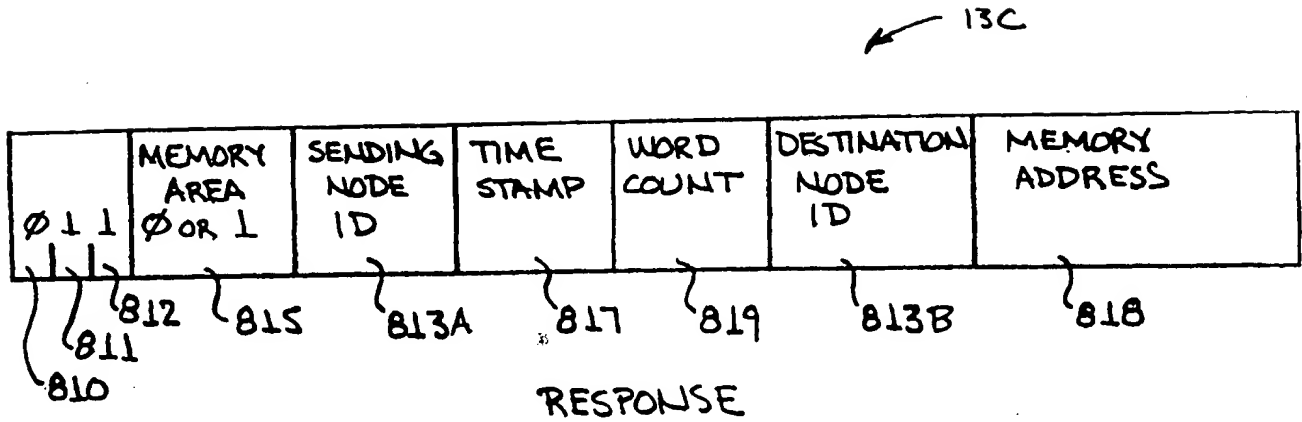 13C
Ø 1 1
MEMORY
AREA
Ø OR 1
SENDING
NODE
ID
TIME
STAMP
WORD
COUNT
DESTINATION
NODE
ID
MEMORY
ADDRESS
810
811
812
815
813A
817
819
813B
818
RESPONSE